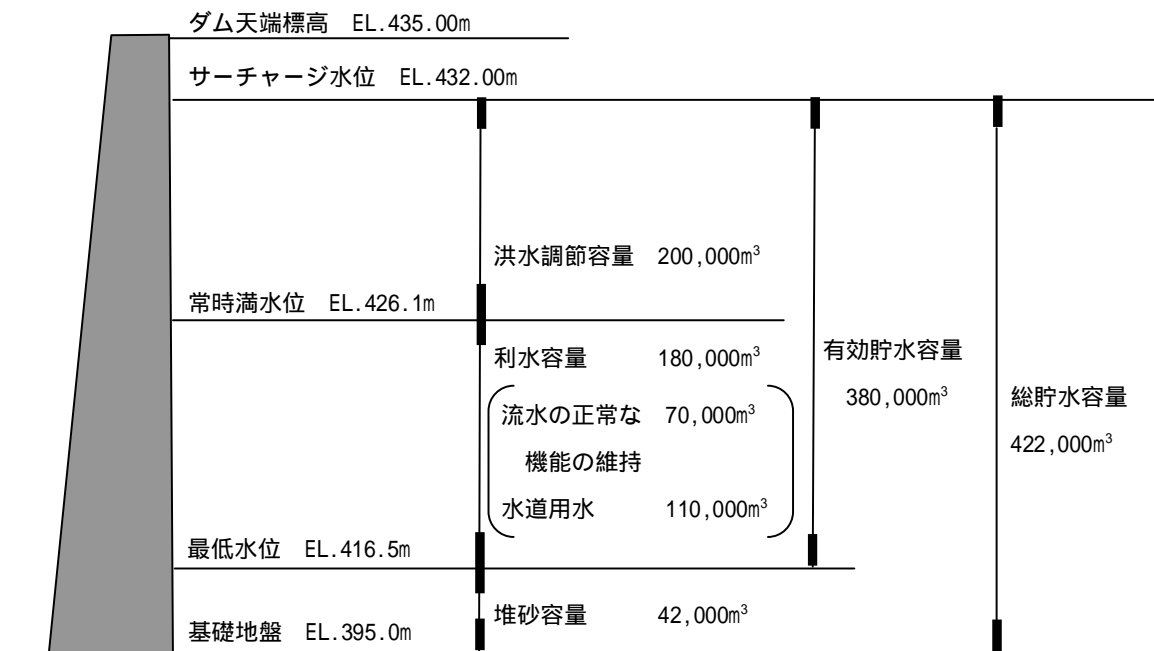 ダム天端標高 EL.435.00m
サーチャージ水位 EL.432.00m
洪水調節容量 200,000m³
常時満水位 EL.426.1m
利水容量 180,000m³
流水の正常な 70,000m³
機能の維持
水道用水 110,000m³
有効貯水容量
380,000m³
総貯水容量
422,000m³
最低水位 EL.416.5m
堆砂容量 42,000m³
基礎地盤 EL.395.0m